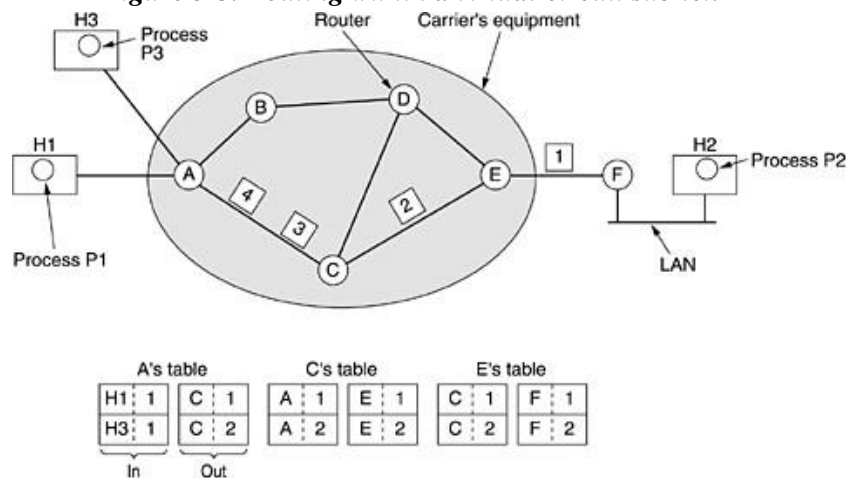 H3
Process
P3
Router
Carrier's equipment
B
D
H1
A
4
3
C
2
E
1
F
H2
Process P2
Process P1
LAN
A's table
C's table
E's table
H1 1 C 1 A 1 E 1 C 1 F 1
H3 1 C 2 A 2 E 2 C 2 F 2
In Out